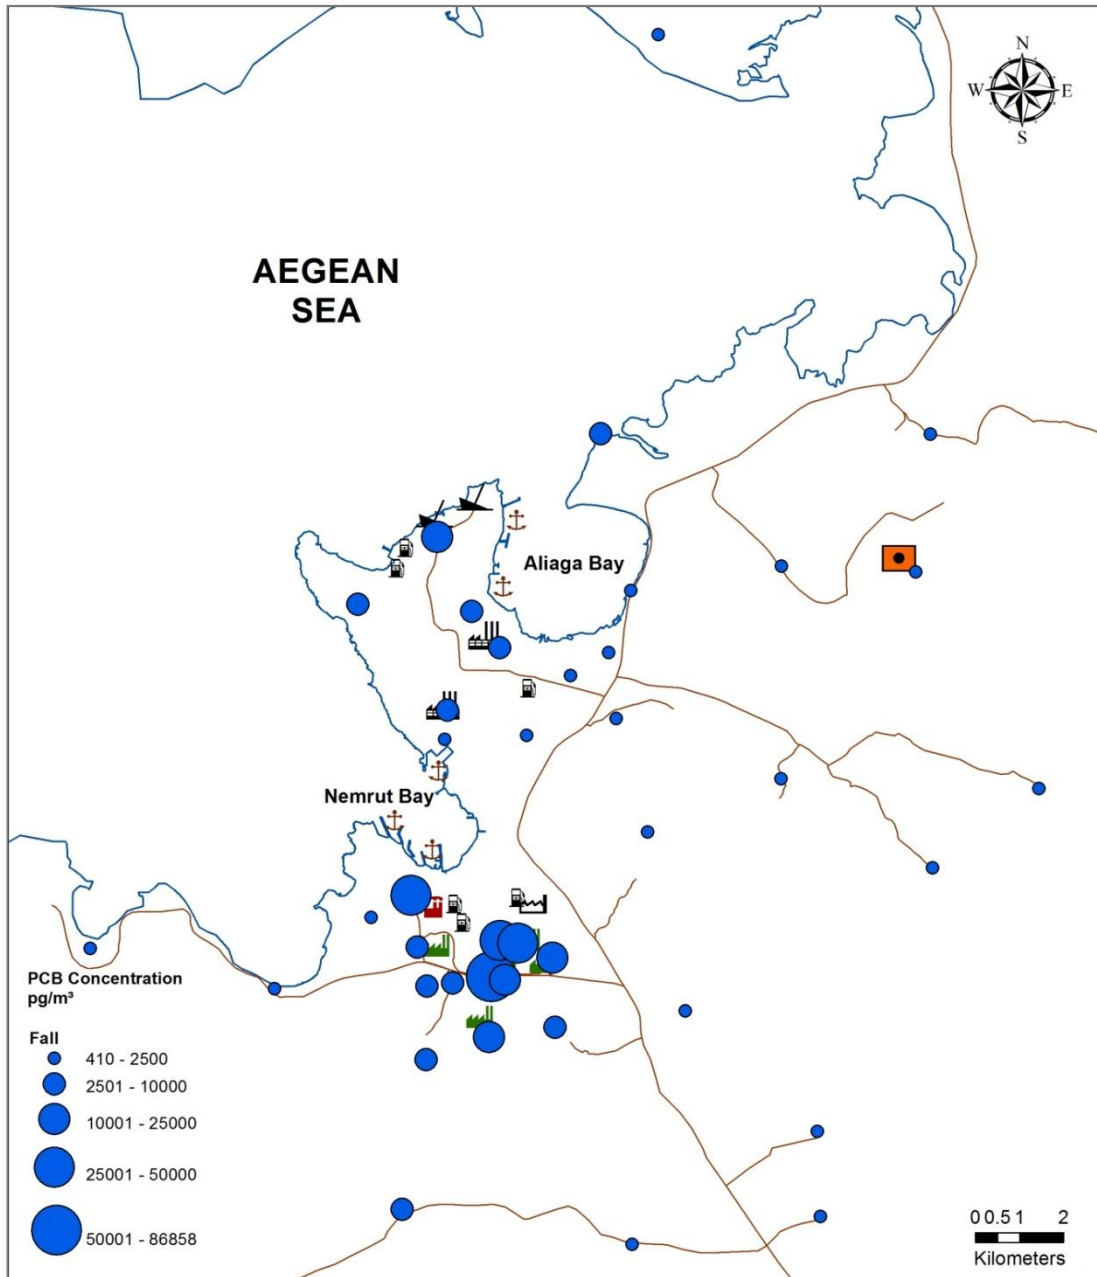 N
W E
S
AEGEAN
SEA
Aliaga Bay
Nemrut Bay
PCB Concentration
pg/m³
Fall
410 - 2500
2501 - 10000
10001 - 25000
25001 - 50000
50001 - 86858
0 0.5 1 2
Kilometers